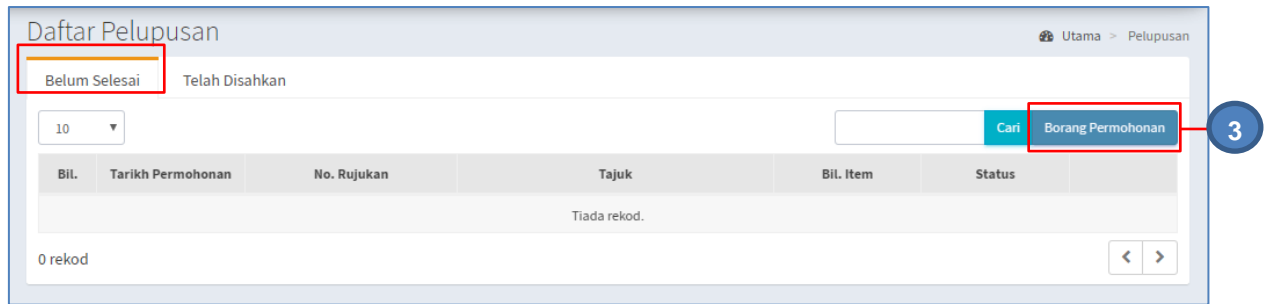 Daftar Pelupusan
Utama > Pelupusan
Belum Selesai Telah Disahkan
10 Cari Borang Permohonan 3
Bil. Tarikh Permohonan No. Rujukan Tajuk Bil. Item Status
Tiada rekod.
0 rekod